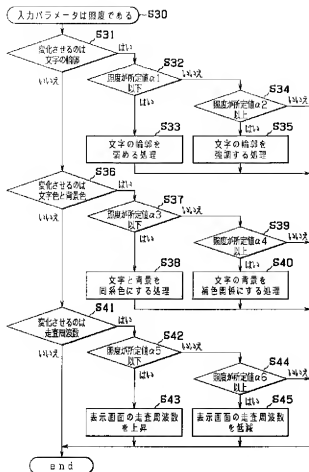 入力パラメータは照度である
S30
S31
変化させるのは
文字の輪郭
はい
いいえ
S32
照度が所定値α1
以下
いいえ
はい
S34
照度が所定値α2
以上
いいえ
はい
S33
文字の輪郭を
弱める処理
S35
文字の輪郭を
強調する処理
S36
変化させるのは
文字色と背景色
はい
いいえ
S37
照度が所定値α3
以下
いいえ
はい
S39
照度が所定値α4
以上
いいえ
はい
S38
文字と背景を
同系色にする処理
S40
文字の背景を
補色関係にする処理
S41
変化させるのは
走査周波数
はい
いいえ
S42
照度が所定値α5
以下
いいえ
はい
S44
照度が所定値α6
以上
いいえ
はい
S43
表示画面の走査周波数
を上昇
S45
表示画面の走査周波数
を低減
end